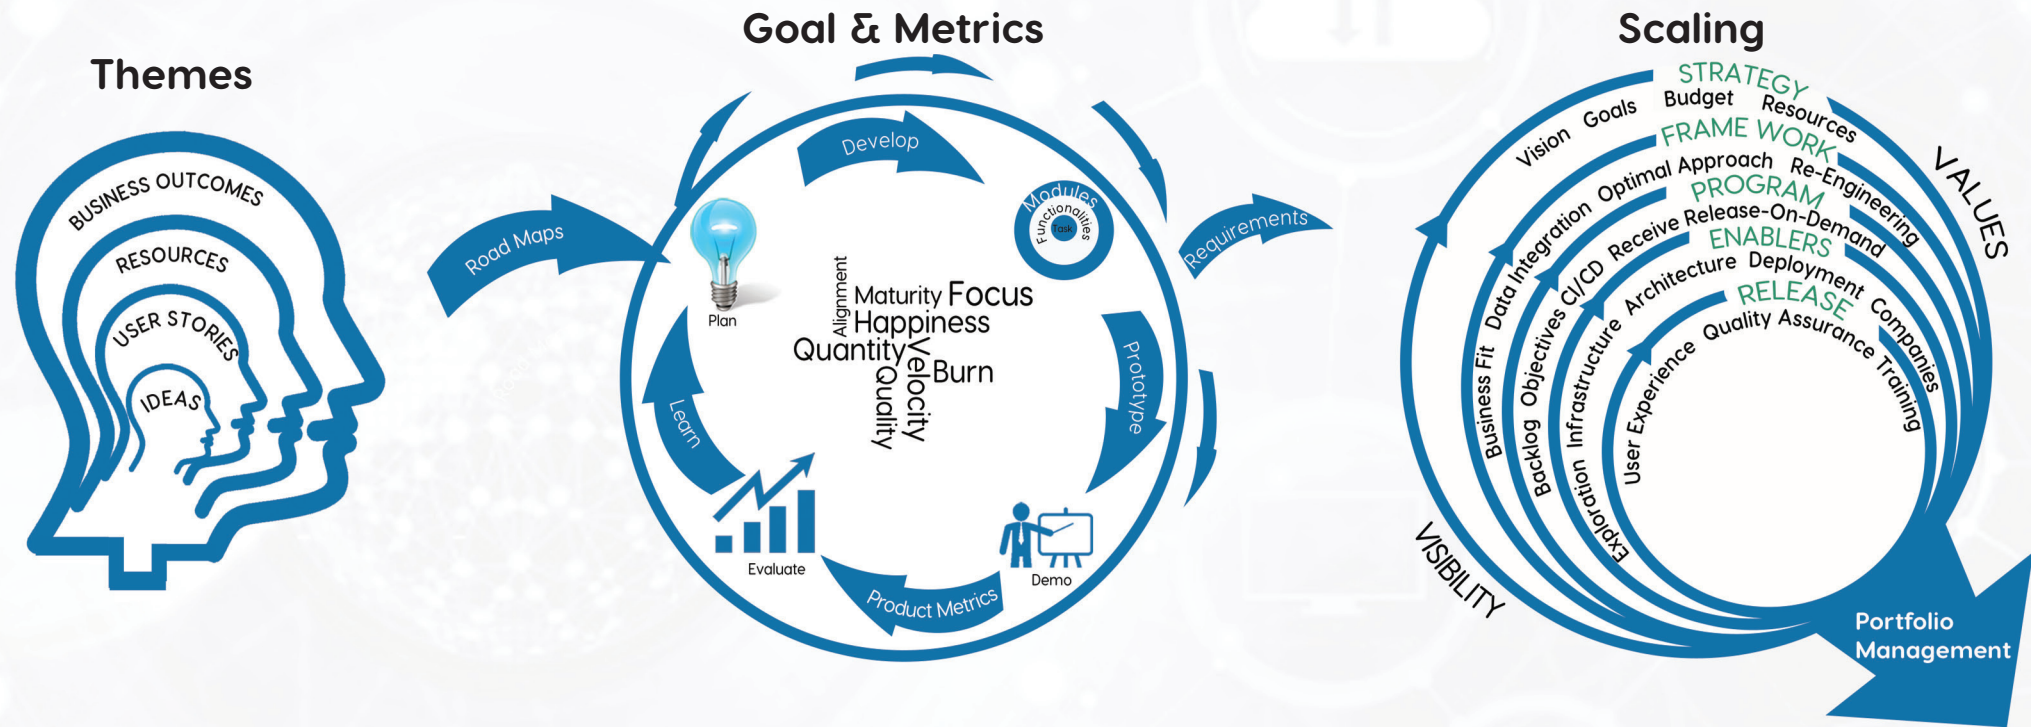 Themes
BUSINESS OUTCOMES
RESOURCES
USER STORIES
IDEAS
Road Maps
Goal & Metrics
Develop
Modules
Functionalities
Task
Plan
Alignment
Maturity
Focus
Happiness
Quantity
Velocity
Quality
Burn
Prototype
Learn
Evaluate
Product Metrics
Demo
Requirements
Scaling
STRATEGY
Vision Goals Budget Resources
FRAME WORK
Business Fit Data Integration Optimal Approach Re-Engineering
PROGRAM
Backlog Objectives CI/CD Receive Release-On-Demand
ENABLERS
Exploration Infrastructure Architecture Deployment Companies
RELEASE
User Experience Quality Assurance Training
VALUES
VISIBILITY
Portfolio
Management